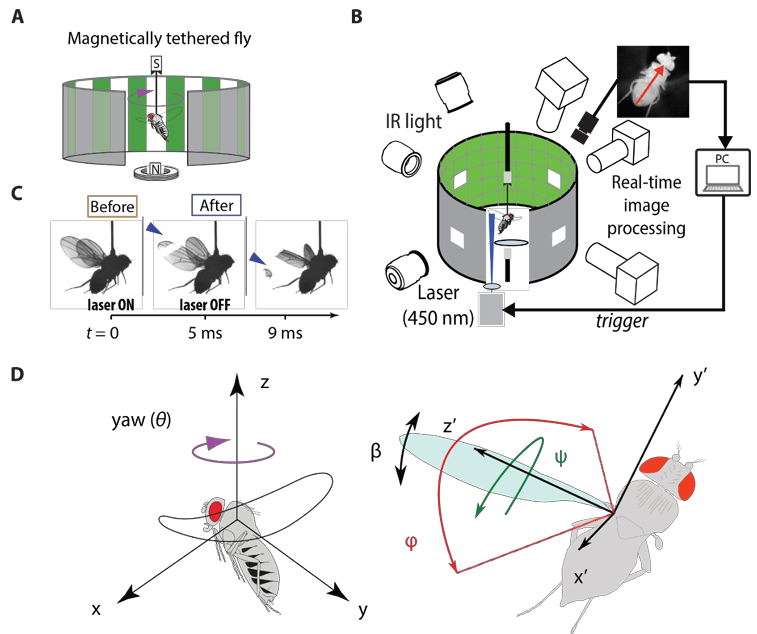 A
Magnetically tethered fly
S
N
B
IR light
PC
Real-time
image
processing
Laser
(450 nm)
trigger
C
Before
After
laser ON
laser OFF
t = 0
5 ms
9 ms
D
yaw (θ)
z
x
y
y′
z′
β
ψ
φ
x′